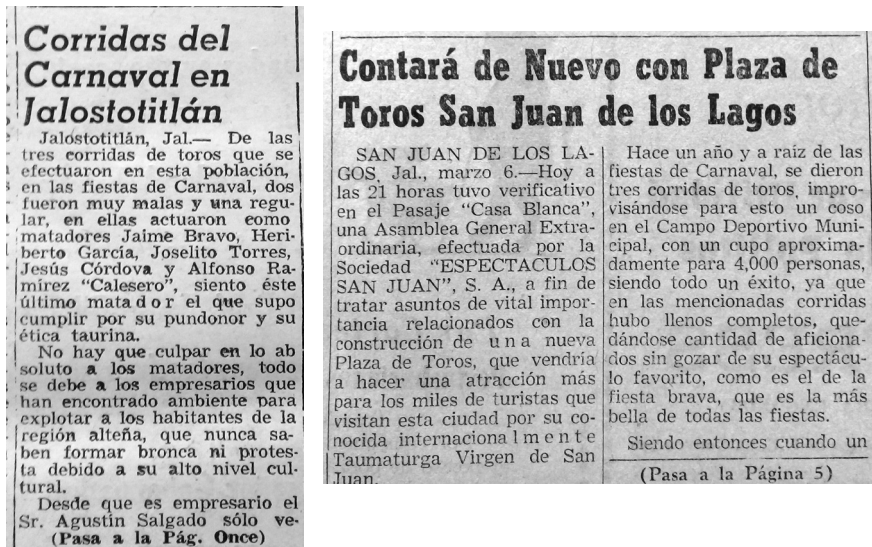 Corridas del
Carnaval en
Jalostotitlán
Jalostotitlán, Jal.— De las
tres corridas de toros que se
efectuaron en esta población,
en las fiestas de Carnaval, dos
fueron muy malas y una regu-
lar, en ellas actuaron como
matadores Jaime Bravo, Heri-
berto García, Joselito Torres,
Jesús Córdova y Alfonso Ra-
mírez "Calesero", siento éste
último matador el que supo
cumplir por su pundonor y su
ética taurina.
No hay que culpar en lo ab
soluto a los matadores, todo
se debe a los empresarios que
han encontrado ambiente para
explotar a los habitantes de la
región alteña, que nunca sa-
ben formar bronca ni protes-
ta debido a su alto nivel cul-
tural.
Desde que es empresario el
Sr. Agustín Salgado sólo ve-
(Pasa a la Pág. Once)
Contará de Nuevo con Plaza de
Toros San Juan de los Lagos
SAN JUAN DE LOS LA-
GOS, Jal., marzo 6.—Hoy a
las 21 horas tuvo verificativo
en el Pasaje "Casa Blanca",
una Asamblea General Extra-
ordinaria, efectuada por la
Sociedad "ESPECTACULOS
SAN JUAN", S. A., a fin de
tratar asuntos de vital impor-
tancia relacionados con la
construcción de una nueva
Plaza de Toros, que vendría
a hacer una atracción más
para los miles de turistas que
visitan esta ciudad por su co-
nocida internacionalmente
Taumaturga Virgen de San
Juan.
Hace un año y a raíz de las
fiestas de Carnaval, se dieron
tres corridas de toros, impro-
visándose para esto un coso
en el Campo Deportivo Muni-
cipal, con un cupo aproxima-
damente para 4,000 personas,
siendo todo un éxito, ya que
en las mencionadas corridas
hubo llenos completos, que-
dándose cantidad de aficiona-
dos sin gozar de su espectácu-
lo favorito, como es el de la
fiesta brava, que es la más
bella de todas las fiestas.
Siendo entonces cuando un
(Pasa a la Página 5)